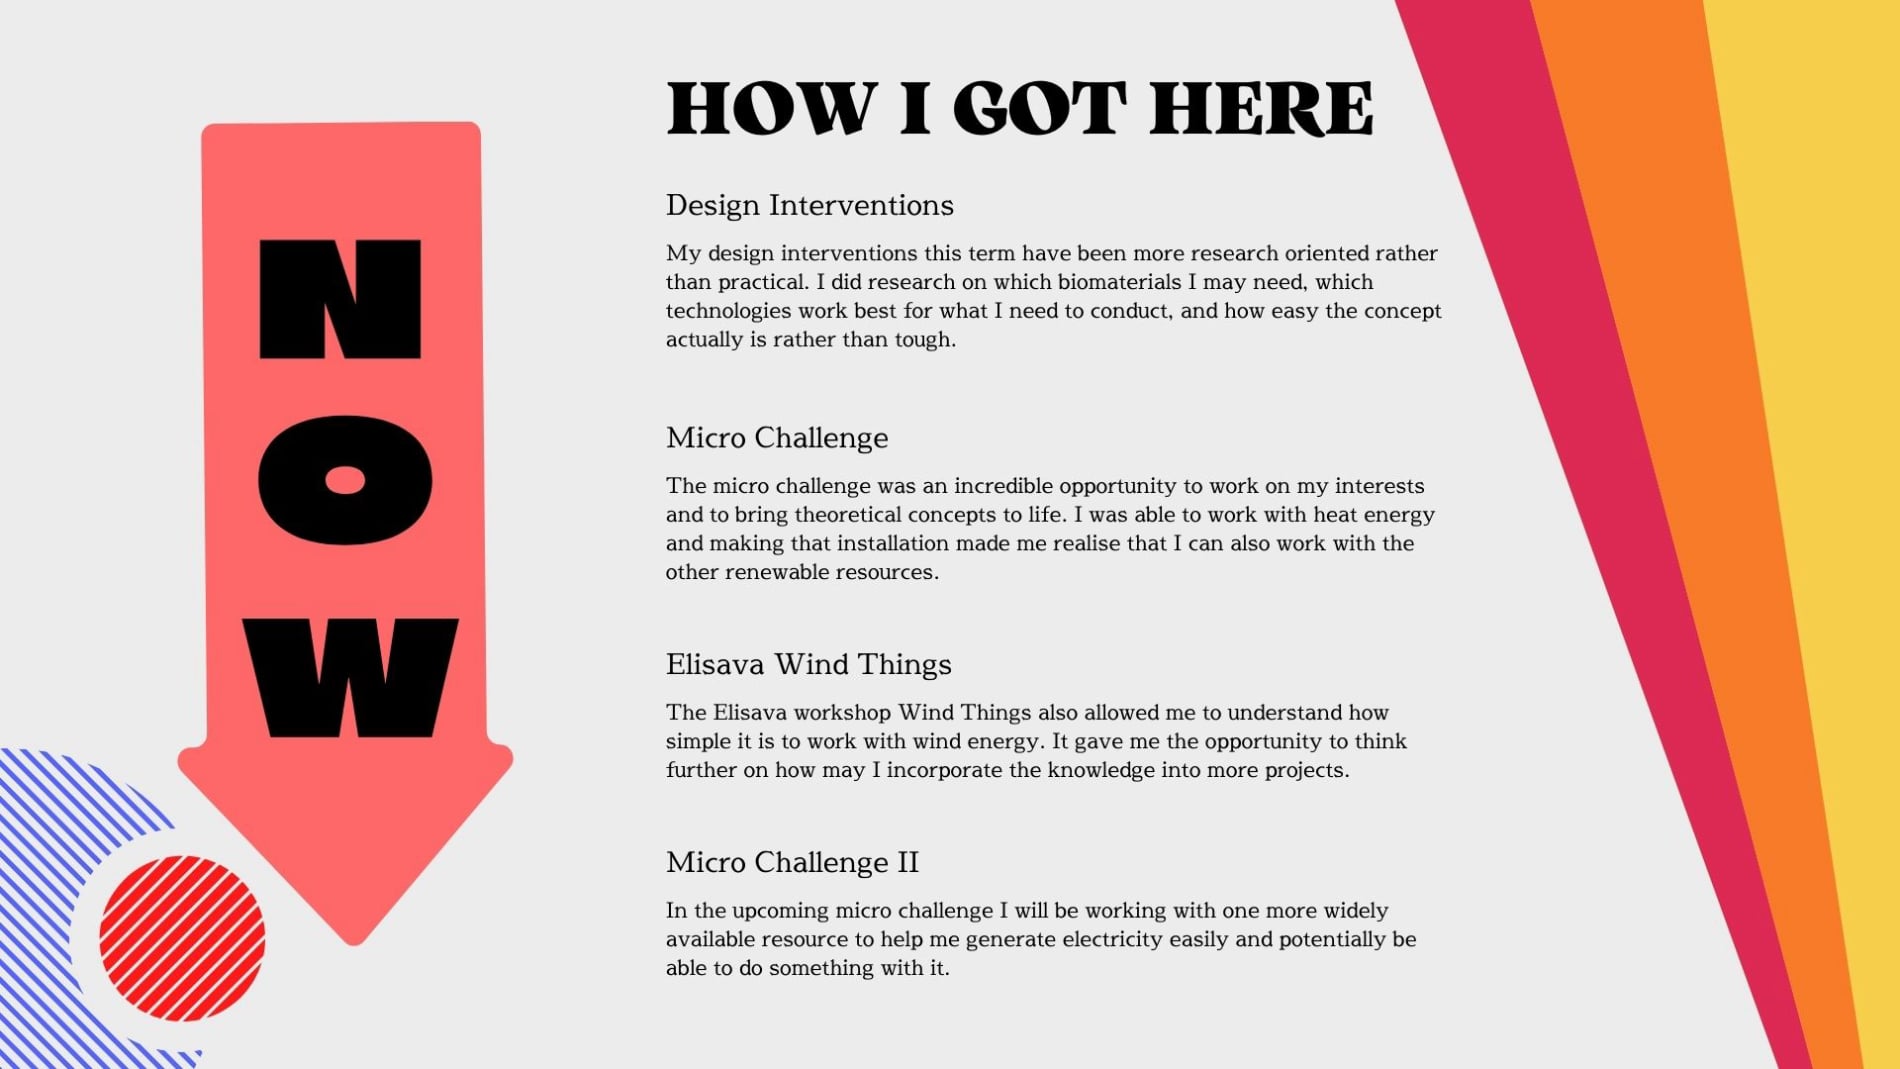 NOW
HOW I GOT HERE
Design Interventions
My design interventions this term have been more research oriented rather
than practical. I did research on which biomaterials I may need, which
technologies work best for what I need to conduct, and how easy the concept
actually is rather than tough.
Micro Challenge
The micro challenge was an incredible opportunity to work on my interests
and to bring theoretical concepts to life. I was able to work with heat energy
and making that installation made me realise that I can also work with the
other renewable resources.
Elisava Wind Things
The Elisava workshop Wind Things also allowed me to understand how
simple it is to work with wind energy. It gave me the opportunity to think
further on how may I incorporate the knowledge into more projects.
Micro Challenge II
In the upcoming micro challenge I will be working with one more widely
available resource to help me generate electricity easily and potentially be
able to do something with it.